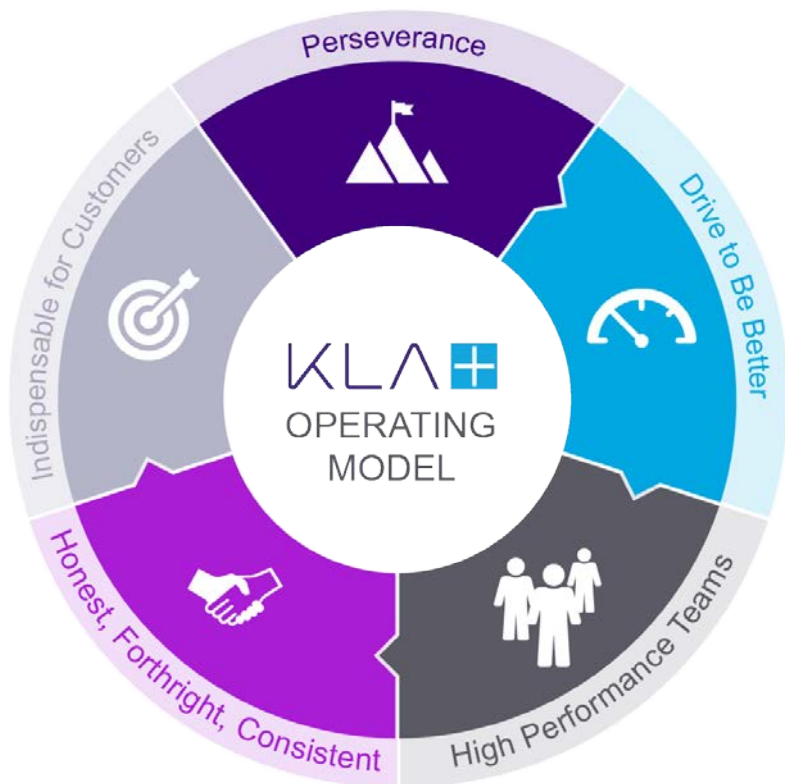 Perseverance
Drive to Be Better
High Performance Teams
Honest, Forthright, Consistent
Indispensable for Customers
KLA+
OPERATING
MODEL